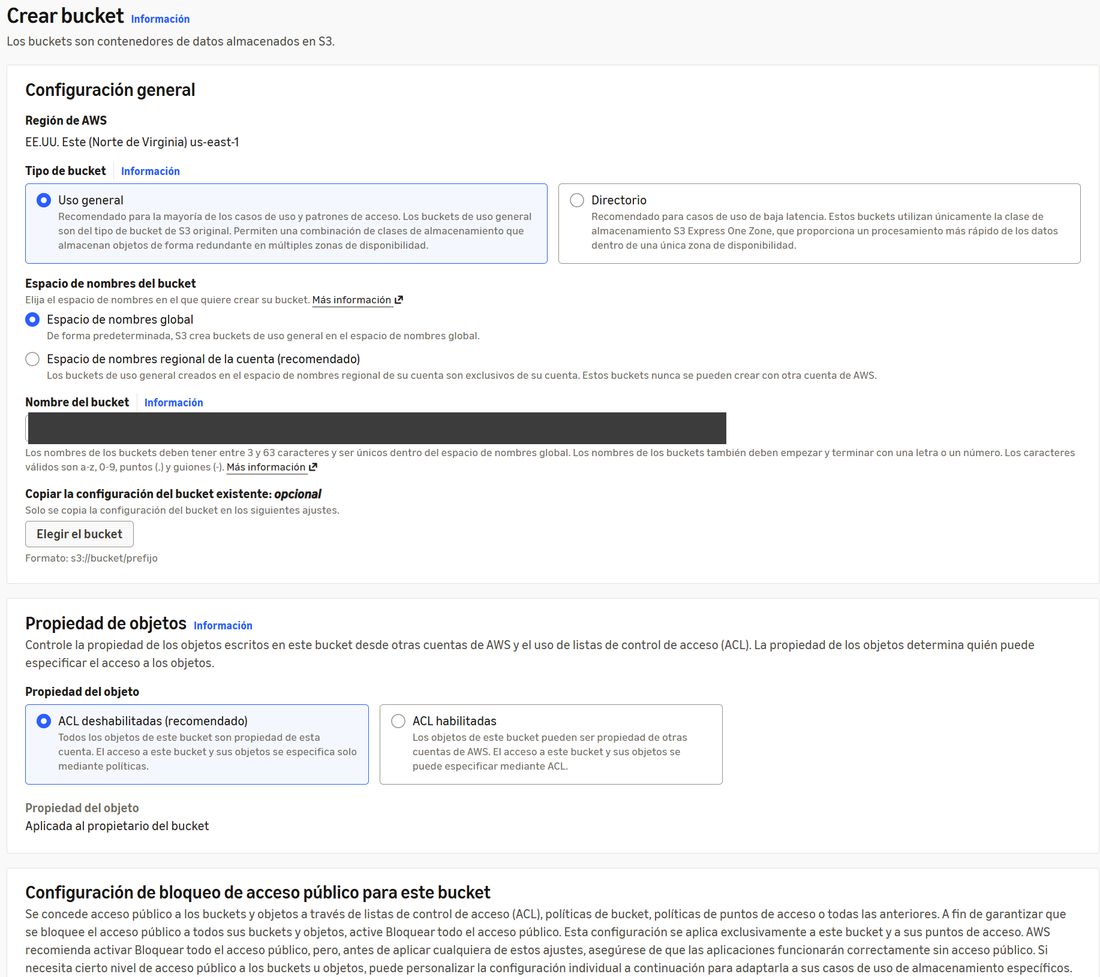 Crear bucket Información
Los buckets son contenedores de datos almacenados en S3.
Configuración general
Región de AWS
EE.UU. Este (Norte de Virginia) us-east-1
Tipo de bucket Información
Uso general
Recomendado para la mayoría de los casos de uso y patrones de acceso. Los buckets de uso general
son del tipo de bucket de S3 original. Permiten una combinación de clases de almacenamiento que
almacenan objetos de forma redundante en múltiples zonas de disponibilidad.
Directorio
Recomendado para casos de uso de baja latencia. Estos buckets utilizan únicamente la clase de
almacenamiento S3 Express One Zone, que proporciona un procesamiento más rápido de los datos
dentro de una única zona de disponibilidad.
Espacio de nombres del bucket
Elija el espacio de nombres en el que quiere crear su bucket. Más información
Espacio de nombres global
De forma predeterminada, S3 crea buckets de uso general en el espacio de nombres global.
Espacio de nombres regional de la cuenta (recomendado)
Los buckets de uso general creados en el espacio de nombres regional de su cuenta son exclusivos de su cuenta. Estos buckets nunca se pueden crear con otra cuenta de AWS.
Nombre del bucket Información
Los nombres de los buckets deben tener entre 3 y 63 caracteres y ser únicos dentro del espacio de nombres global. Los nombres de los buckets también deben empezar y terminar con una letra o un número. Los caracteres
válidos son a-z, 0-9, puntos (.) y guiones (-). Más información
Copiar la configuración del bucket existente: opcional
Solo se copia la configuración del bucket en los siguientes ajustes.
Elegir el bucket
Formato: s3://bucket/prefijo
Propiedad de objetos Información
Controle la propiedad de los objetos escritos en este bucket desde otras cuentas de AWS y el uso de listas de control de acceso (ACL). La propiedad de los objetos determina quién puede
especificar el acceso a los objetos.
Propiedad del objeto
ACL deshabilitadas (recomendado)
Todos los objetos de este bucket son propiedad de esta
cuenta. El acceso a este bucket y sus objetos se especifica solo
mediante políticas.
ACL habilitadas
Los objetos de este bucket pueden ser propiedad de otras
cuentas de AWS. El acceso a este bucket y sus objetos se
puede especificar mediante ACL.
Propiedad del objeto
Aplicada al propietario del bucket
Configuración de bloqueo de acceso público para este bucket
Se concede acceso público a los buckets y objetos a través de listas de control de acceso (ACL), políticas de bucket, políticas de puntos de acceso o todas las anteriores. A fin de garantizar que
se bloquee el acceso público a todos sus buckets y objetos, active Bloquear todo el acceso público. Esta configuración se aplica exclusivamente a este bucket y a sus puntos de acceso. AWS
recomienda activar Bloquear todo el acceso público, pero, antes de aplicar cualquiera de estos ajustes, asegúrese de que las aplicaciones funcionarán correctamente sin acceso público. Si
necesita cierto nivel de acceso público a los buckets u objetos, puede personalizar la configuración individual a continuación para adaptarla a sus casos de uso de almacenamiento específicos.